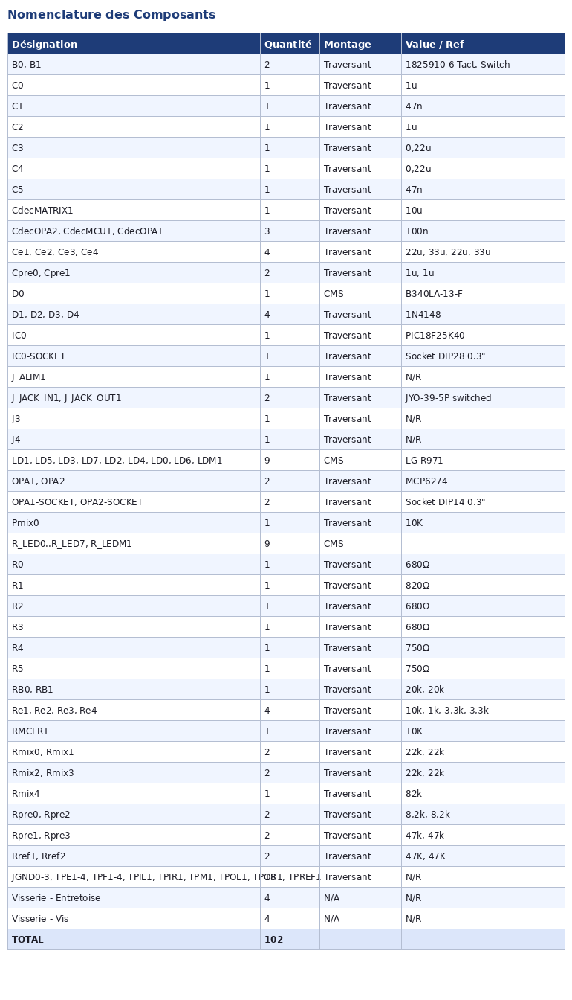 Nomenclature des Composants
Désignation Quantité Montage Value / Ref
B0, B1 2 Traversant 1825910-6 Tact. Switch
C0 1 Traversant 1u
C1 1 Traversant 47n
C2 1 Traversant 1u
C3 1 Traversant 0,22u
C4 1 Traversant 0,22u
C5 1 Traversant 47n
CdecMATRIX1 1 Traversant 10u
CdecOPA2, CdecMCU1, CdecOPA1 3 Traversant 100n
Ce1, Ce2, Ce3, Ce4 4 Traversant 22u, 33u, 22u, 33u
Cpre0, Cpre1 2 Traversant 1u, 1u
D0 1 CMS B340LA-13-F
D1, D2, D3, D4 4 Traversant 1N4148
IC0 1 Traversant PIC18F25K40
IC0-SOCKET 1 Traversant Socket DIP28 0.3"
J_ALIM1 1 Traversant N/R
J_JACK_IN1, J_JACK_OUT1 2 Traversant JYO-39-5P switched
J3 1 Traversant N/R
J4 1 Traversant N/R
LD1, LD5, LD3, LD7, LD2, LD4, LD0, LD6, LDM1 9 CMS LG R971
OPA1, OPA2 2 Traversant MCP6274
OPA1-SOCKET, OPA2-SOCKET 2 Traversant Socket DIP14 0.3"
Pmix0 1 Traversant 10K
R_LED0..R_LED7, R_LEDM1 9 CMS
R0 1 Traversant 680Ω
R1 1 Traversant 820Ω
R2 1 Traversant 680Ω
R3 1 Traversant 680Ω
R4 1 Traversant 750Ω
R5 1 Traversant 750Ω
RB0, RB1 1 Traversant 20k, 20k
Re1, Re2, Re3, Re4 4 Traversant 10k, 1k, 3,3k, 3,3k
RMCLR1 1 Traversant 10K
Rmix0, Rmix1 2 Traversant 22k, 22k
Rmix2, Rmix3 2 Traversant 22k, 22k
Rmix4 1 Traversant 82k
Rpre0, Rpre2 2 Traversant 8,2k, 8,2k
Rpre1, Rpre3 2 Traversant 47k, 47k
Rref1, Rref2 2 Traversant 47K, 47K
JGND0-3, TPE1-4, TPF1-4, TPIL1, TPIR1, TPM1, TPOL1, TPOR1, TPREF1 Traversant N/R
Visserie - Entretoise 4 N/A N/R
Visserie - Vis 4 N/A N/R
TOTAL 102